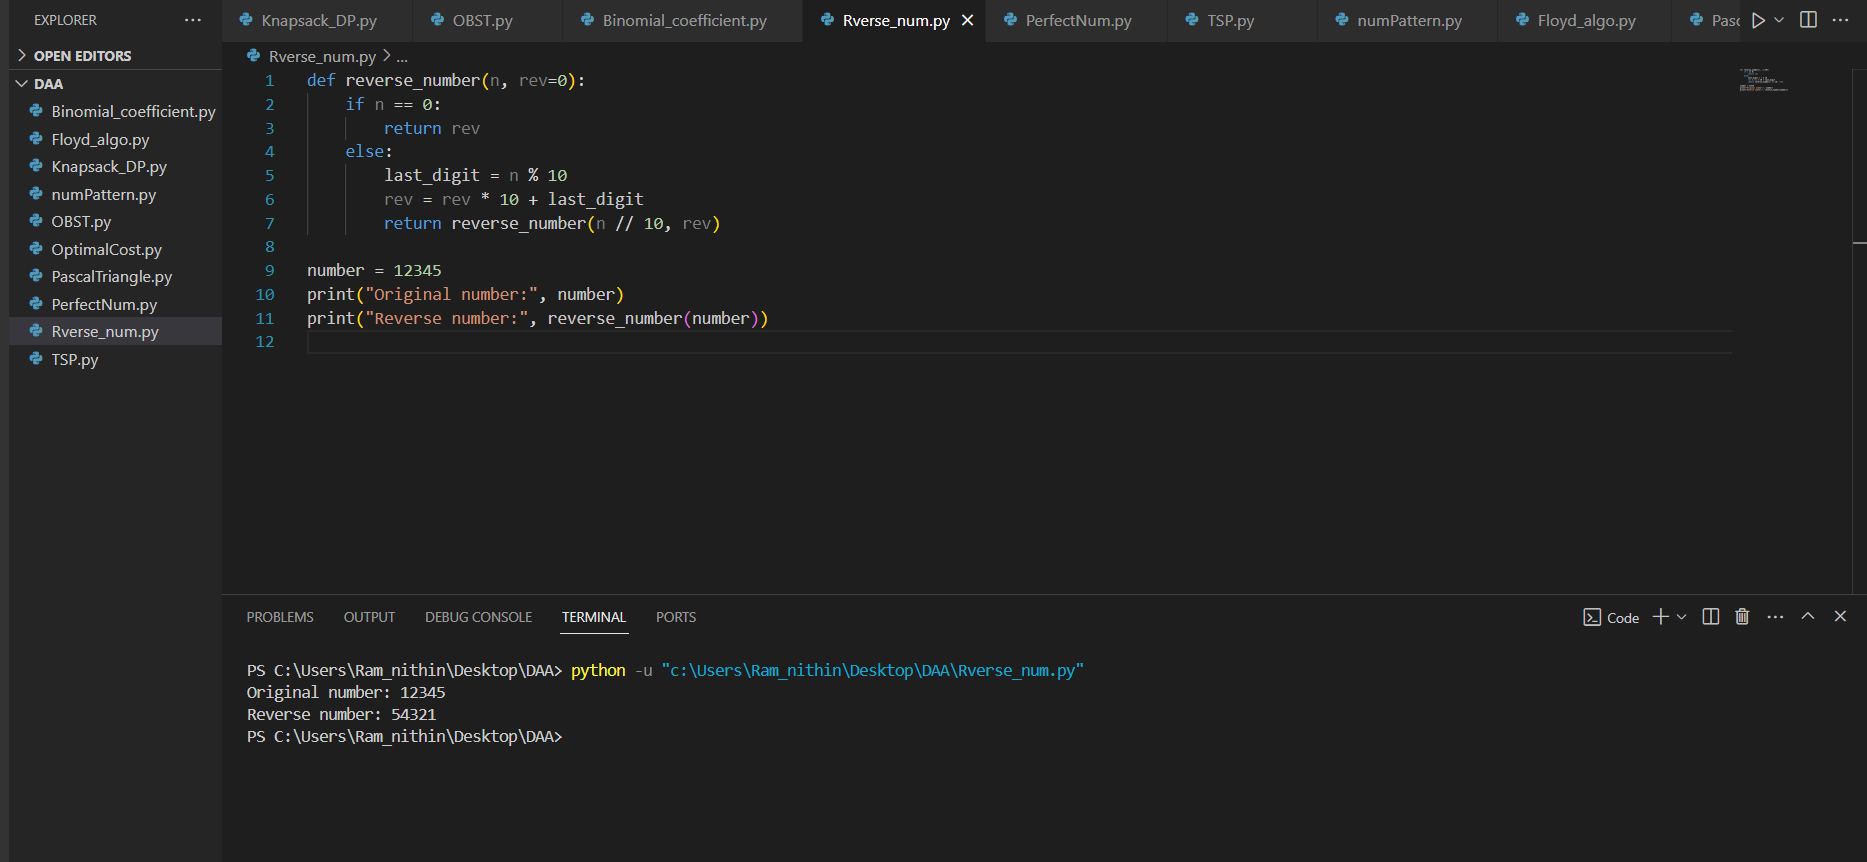 EXPLORER
OPEN EDITORS
DAA
Binomial_coefficient.py
Floyd_algo.py
Knapsack_DP.py
numPattern.py
OBST.py
OptimalCost.py
PascalTriangle.py
PerfectNum.py
Rverse_num.py
TSP.py
Knapsack_DP.py OBST.py Binomial_coefficient.py Rverse_num.py PerfectNum.py TSP.py numPattern.py Floyd_algo.py Pasc
Rverse_num.py > ...
1 def reverse_number(n, rev=0):
2     if n == 0:
3         return rev
4     else:
5         last_digit = n % 10
6         rev = rev * 10 + last_digit
7         return reverse_number(n // 10, rev)
8
9 number = 12345
10 print("Original number:", number)
11 print("Reverse number:", reverse_number(number))
12
PROBLEMS OUTPUT DEBUG CONSOLE TERMINAL PORTS Code
PS C:\Users\Ram_nithin\Desktop\DAA> python -u "c:\Users\Ram_nithin\Desktop\DAA\Rverse_num.py"
Original number: 12345
Reverse number: 54321
PS C:\Users\Ram_nithin\Desktop\DAA>